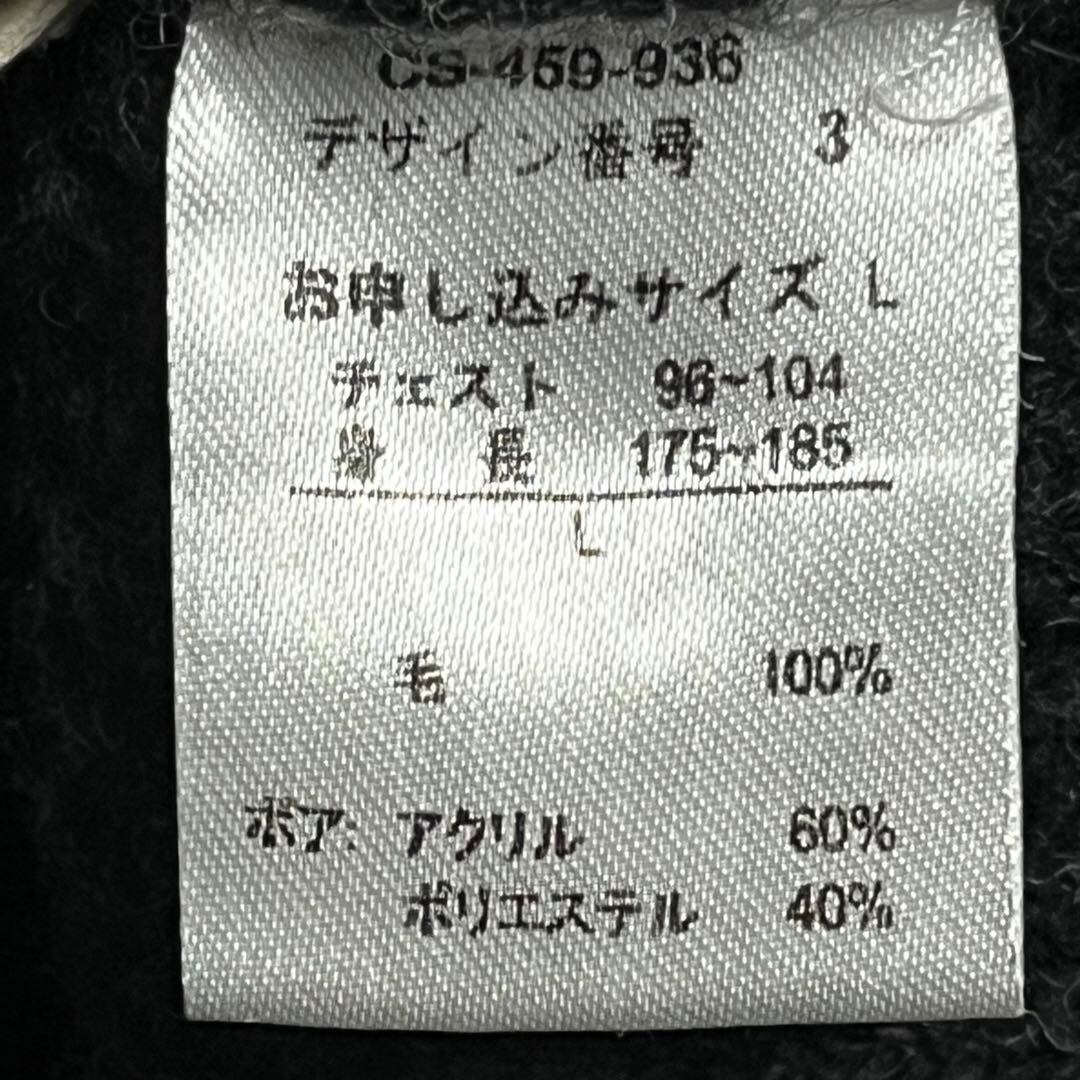 CS-459-936
デザイン番号 3
お申し込みサイズ L
チェスト 96~104
身 長 175~185
L
毛 100%
ボア: アクリル 60%
ポリエステル 40%